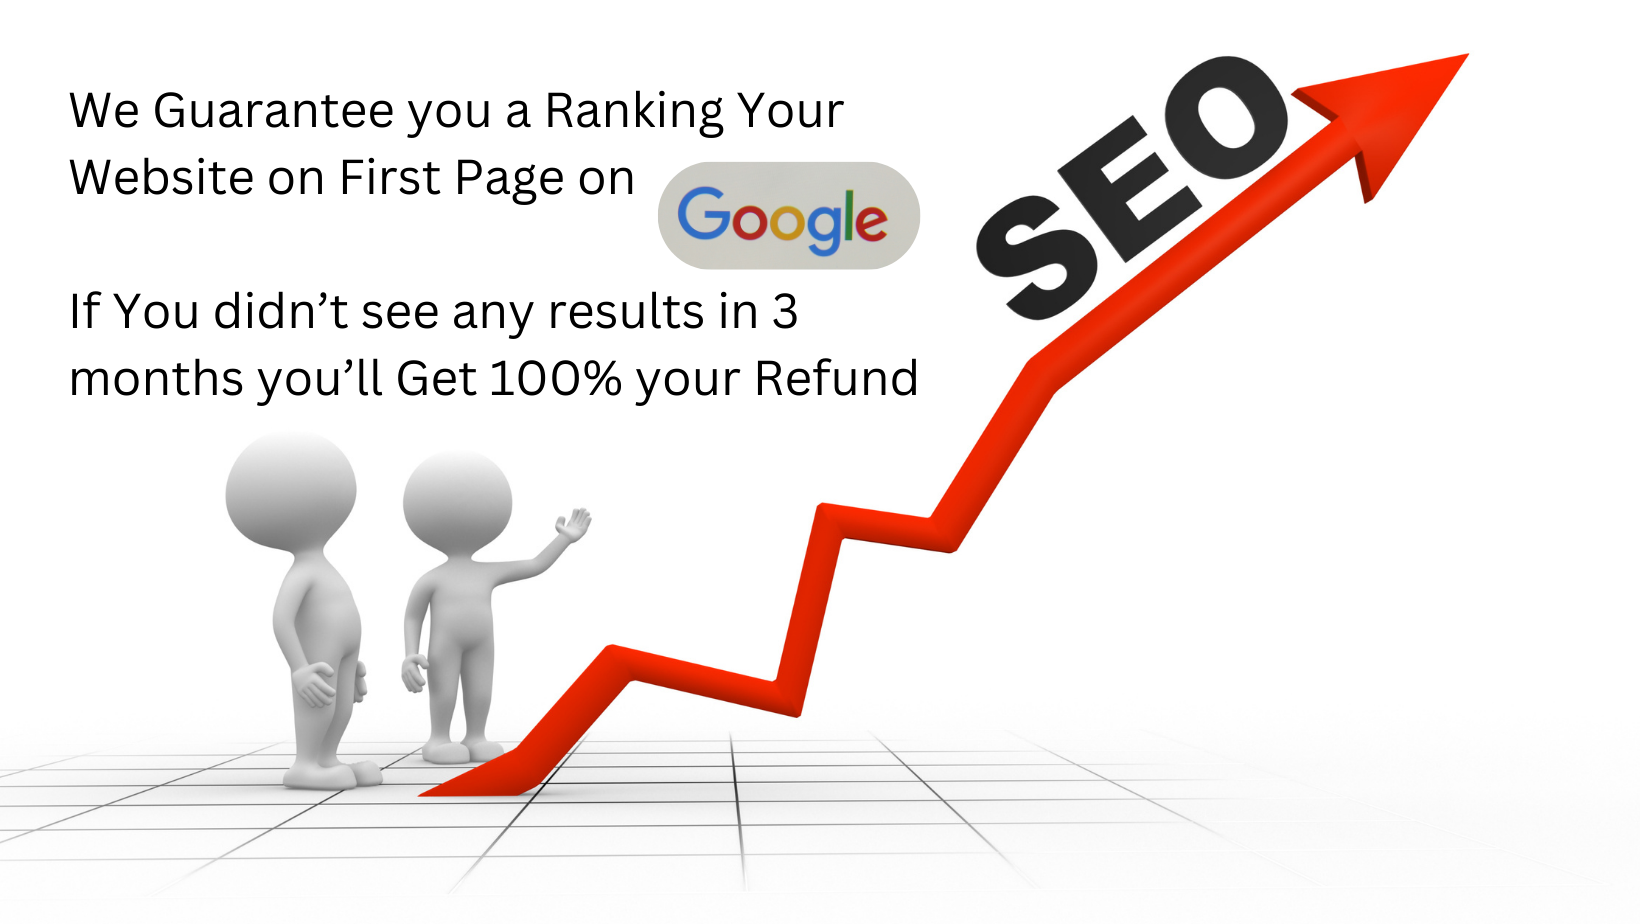 We Guarantee you a Ranking Your
Website on First Page on
Google
If You didn’t see any results in 3
months you’ll Get 100% your Refund
SEO